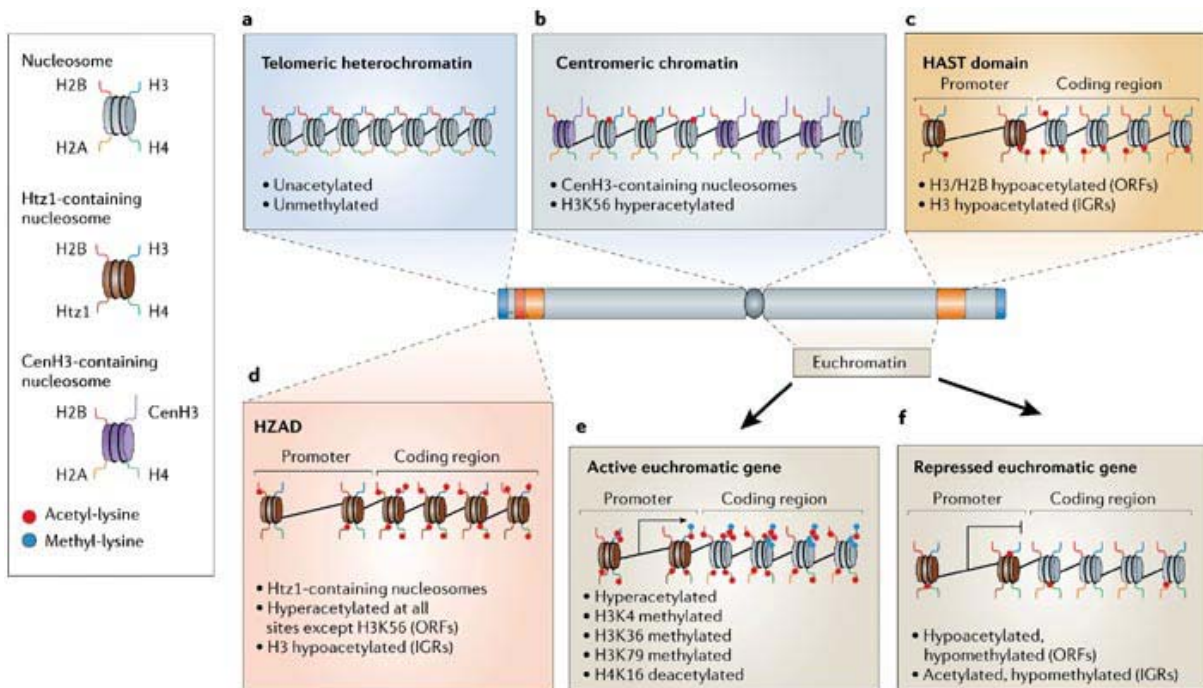 Nucleosome
H2B
H3
H2A
H4
Htz1-containing
nucleosome
H2B
H3
Htz1
H4
CenH3-containing
nucleosome
H2B
CenH3
H2A
H4
Acetyl-lysine
Methyl-lysine
a
Telomeric heterochromatin
• Unacetylated
• Unmethylated
b
Centromeric chromatin
• CenH3-containing nucleosomes
• H3K56 hyperacetylated
c
HAST domain
Promoter
Coding region
• H3/H2B hypoacetylated (ORFs)
• H3 hypoacetylated (IGRs)
Euchromatin
d
HZAD
Promoter
Coding region
• Htz1-containing nucleosomes
• Hyperacetylated at all
sites except H3K56 (ORFs)
• H3 hypoacetylated (IGRs)
e
Active euchromatic gene
Promoter
Coding region
• Hyperacetylated
• H3K4 methylated
• H3K36 methylated
• H3K79 methylated
• H4K16 deacetylated
f
Repressed euchromatic gene
Promoter
Coding region
• Hypoacetylated,
hypomethylated (ORFs)
• Acetylated, hypomethylated (IGRs)